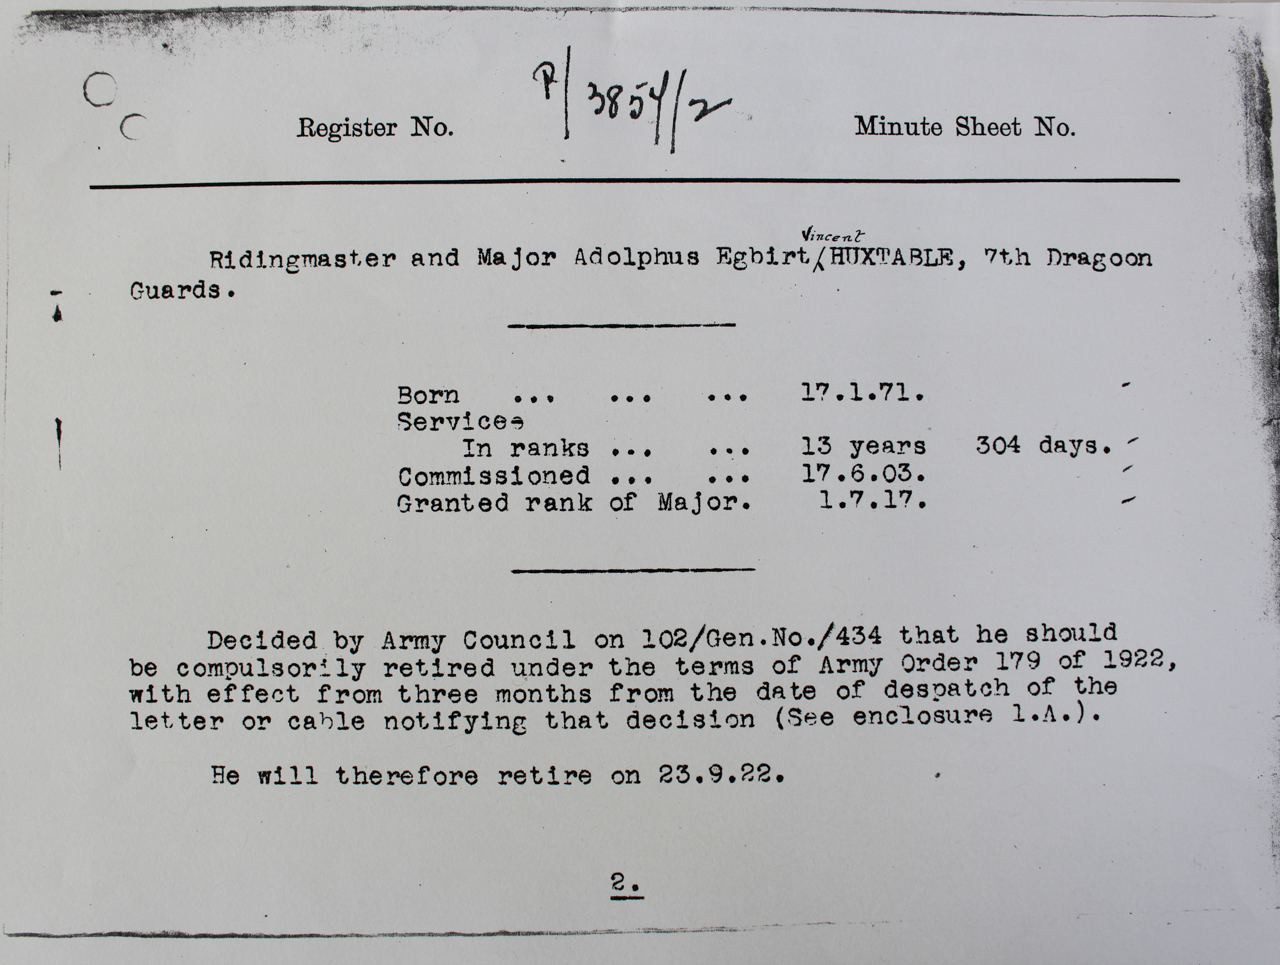 P/3854/2
Register No. Minute Sheet No.
Vincent
Ridingmaster and Major Adolphus Egbirt/HUXTABLE, 7th Dragoon
Guards.
Born ... ... ... 17.1.71.
Services
In ranks ... ... 13 years 304 days.
Commissioned ... ... 17.6.03.
Granted rank of Major. 1.7.17.
Decided by Army Council on 102/Gen.No./434 that he should
be compulsorily retired under the terms of Army Order 179 of 1922,
with effect from three months from the date of despatch of the
letter or cable notifying that decision (See enclosure 1.A.).
He will therefore retire on 23.9.22.
2.